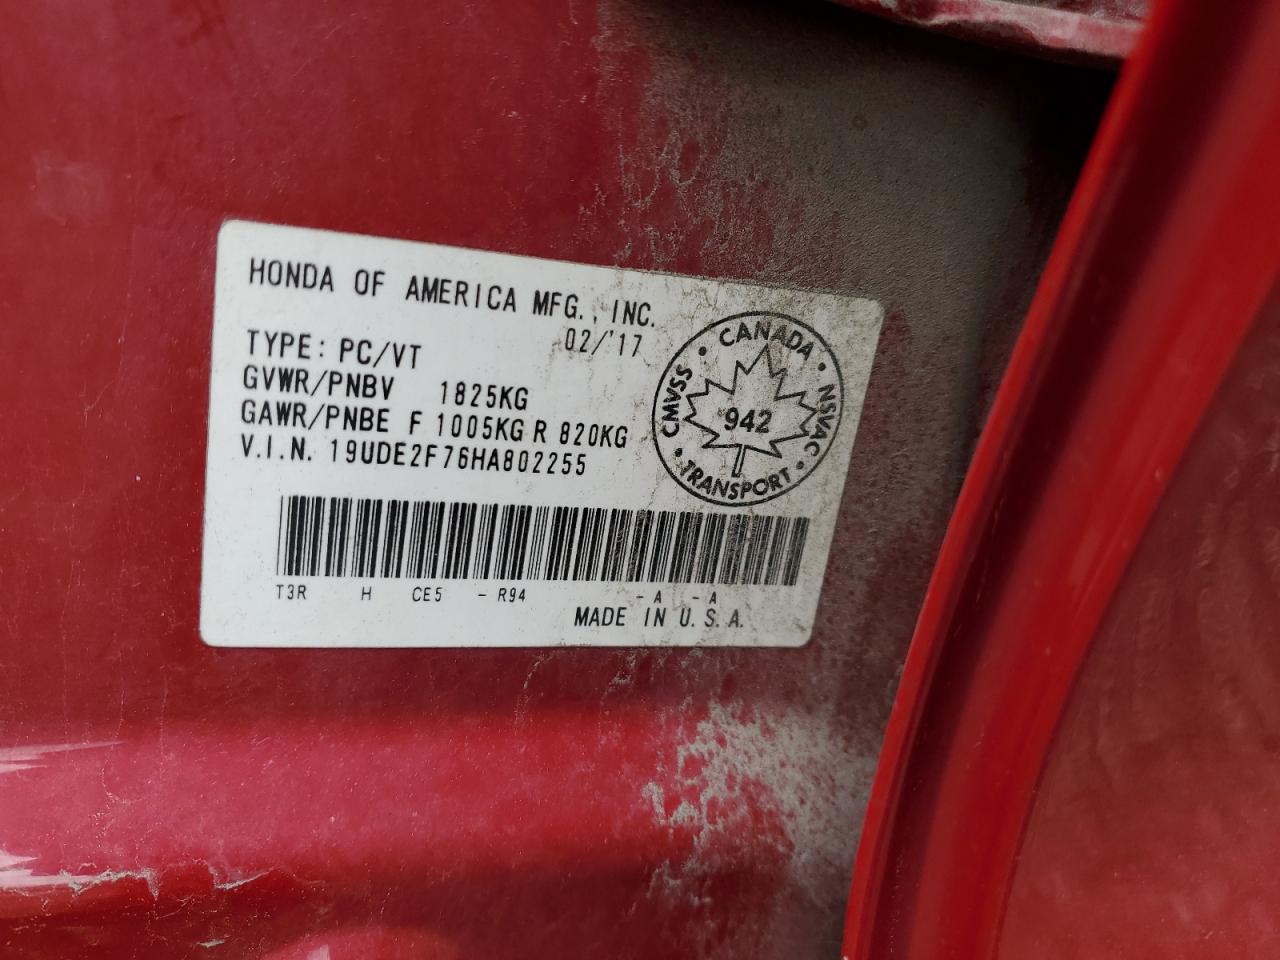 HONDA OF AMERICA MFG., INC.
02/'17
TYPE: PC/VT
GVWR/PNBV 1825KG
GAWR/PNBE F 1005KG R 820KG
V.I.N. 19UDE2F76HA802255
CANADA
CMVSS • • NSVAC
942
• TRANSPORT •
T3R H CE5 - R94 - A - A
MADE IN U.S.A.